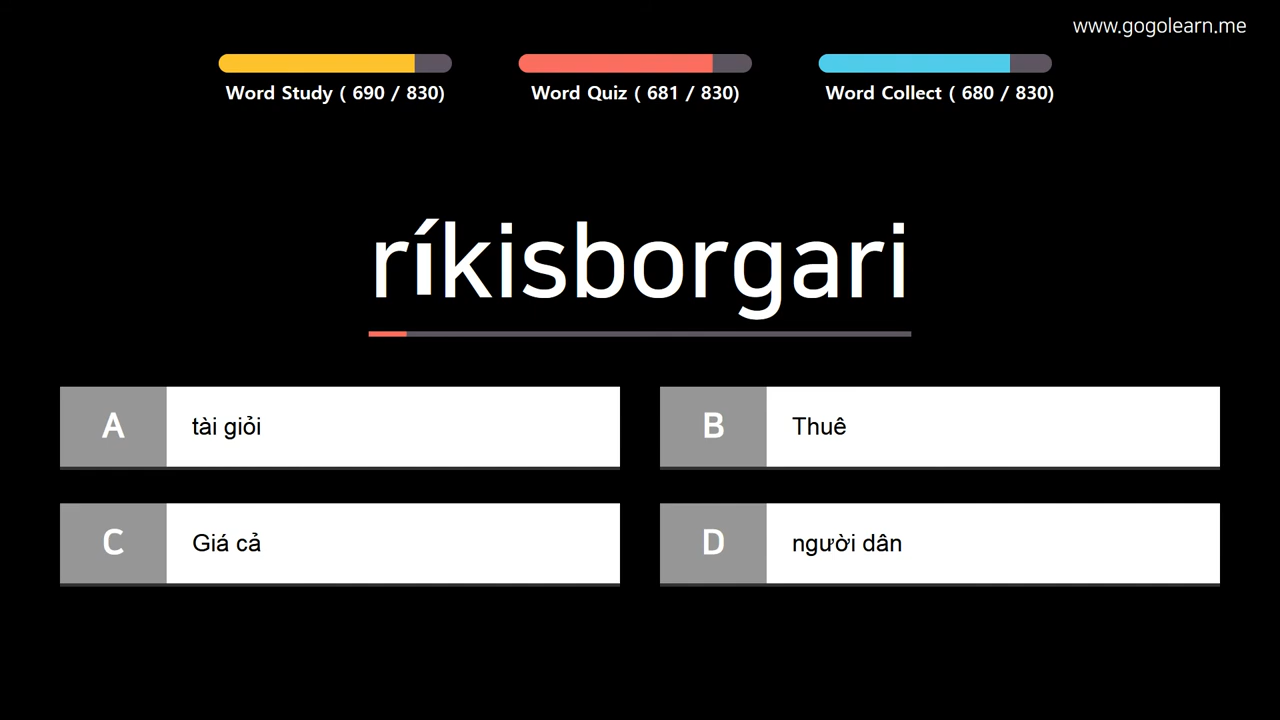 www.gogolearn.me
Word Study ( 690 / 830)
Word Quiz ( 681 / 830)
Word Collect ( 680 / 830)
ríkisborgari
A tài giỏi
B Thuê
C Giá cả
D người dân